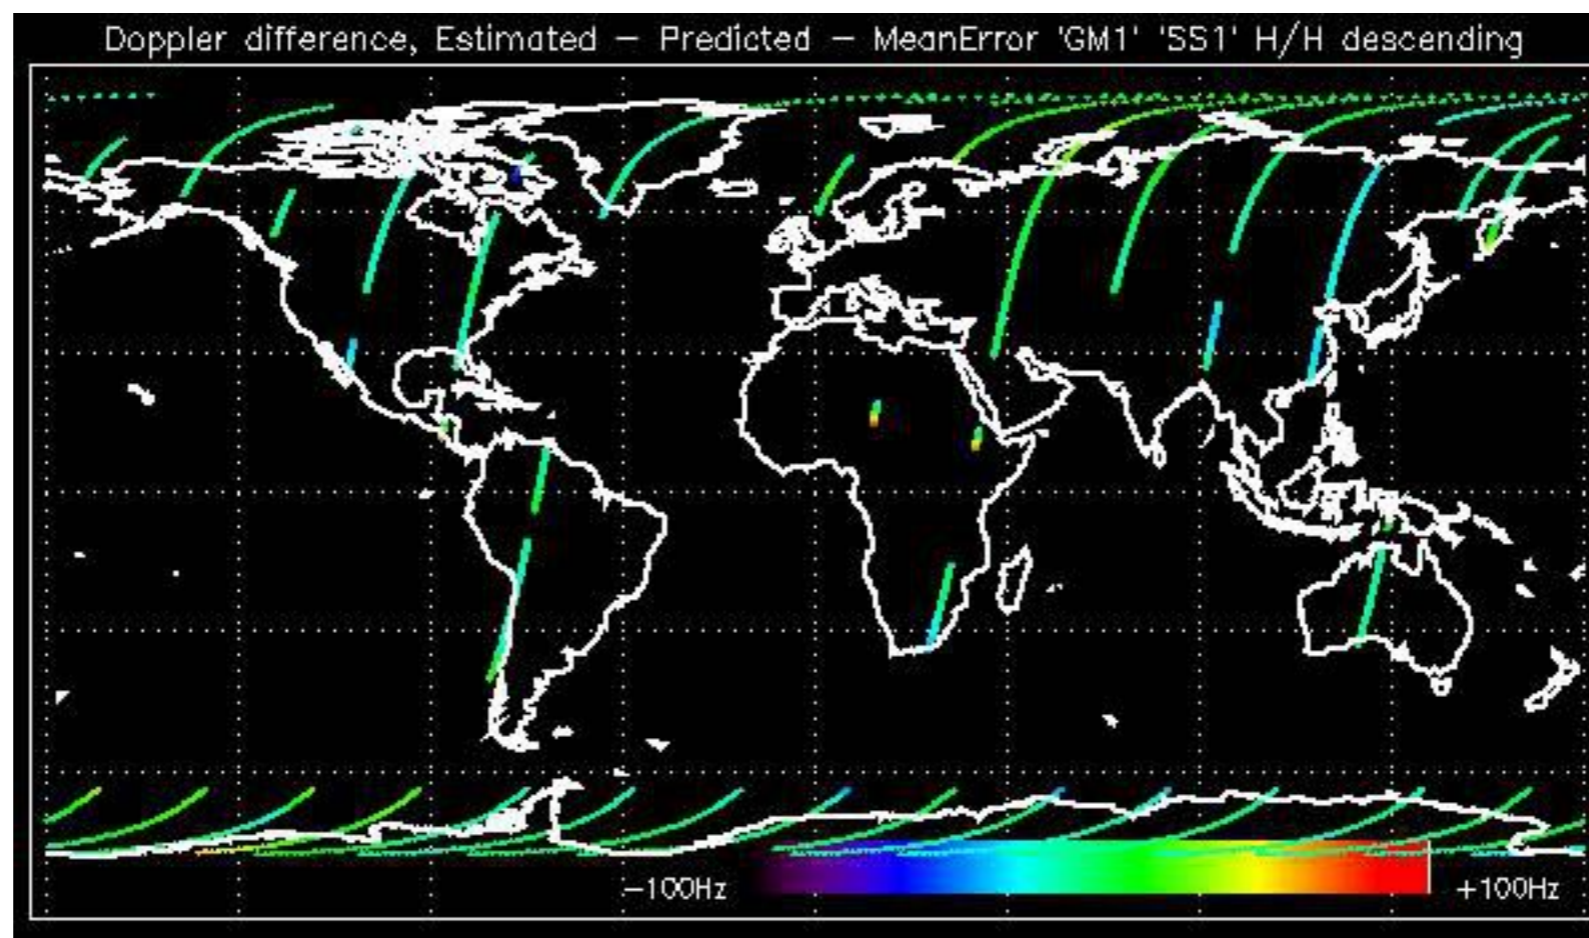 Doppler difference, Estimated – Predicted – MeanError 'GM1' 'SS1' H/H descending
–100Hz +100Hz